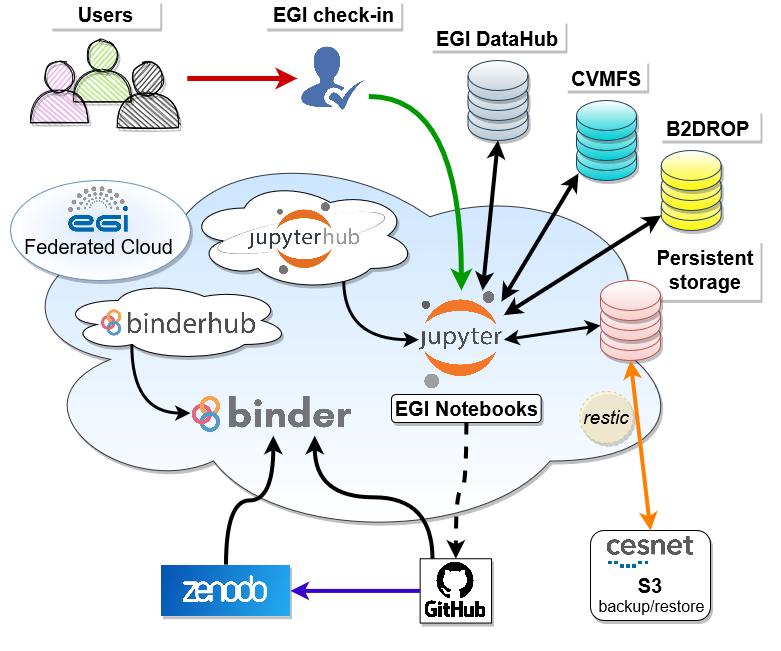 Users
EGI check-in
EGI DataHub
CVMFS
B2DROP
EGI
Federated Cloud
jupyterhub
Persistent
storage
binderhub
jupyter
EGI Notebooks
binder
restic
zenodo
GitHub
cesnet
S3
backup/restore